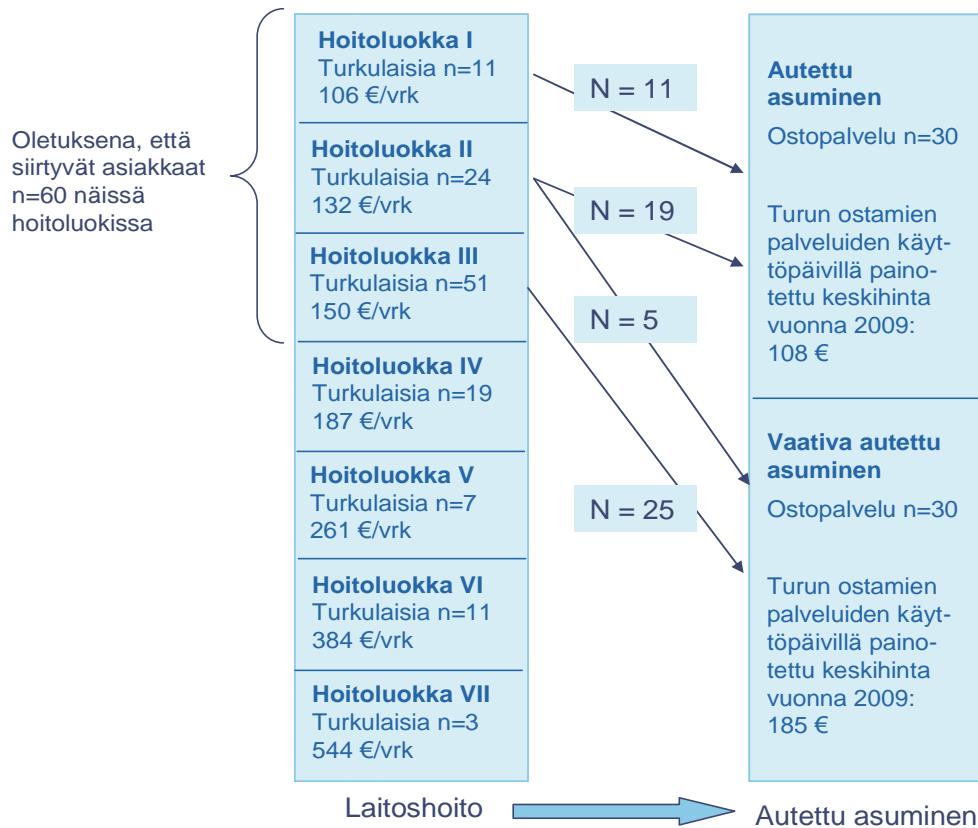 Oletuksena, että
siirtyvät asiakkaat
n=60 näissä
hoitoluokissa
Hoitoluokka I
Turkulaisia n=11
106 €/vrk
Hoitoluokka II
Turkulaisia n=24
132 €/vrk
Hoitoluokka III
Turkulaisia n=51
150 €/vrk
Hoitoluokka IV
Turkulaisia n=19
187 €/vrk
Hoitoluokka V
Turkulaisia n=7
261 €/vrk
Hoitoluokka VI
Turkulaisia n=11
384 €/vrk
Hoitoluokka VII
Turkulaisia n=3
544 €/vrk
N = 11
N = 19
N = 5
N = 25
Autettu
asuminen
Ostopalvelu n=30
Turun ostamien
palveluiden käyt-
töpäivillä paino-
tettu keskihinta
vuonna 2009:
108 €
Vaativa autettu
asuminen
Ostopalvelu n=30
Turun ostamien
palveluiden käyt-
töpäivillä paino-
tettu keskihinta
vuonna 2009:
185 €
Laitoshoito
Autettu asuminen